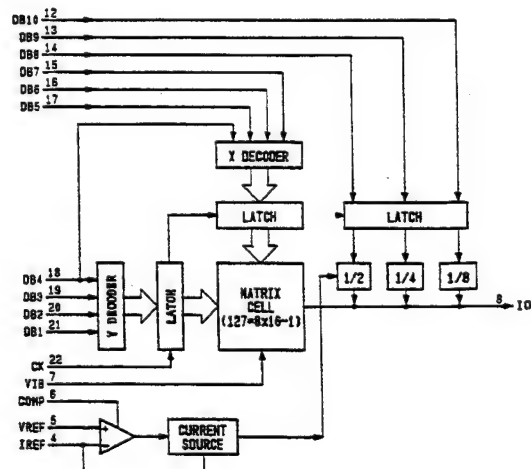 DB10 12
DB9 13
DB8 14
DB7 15
DB6 16
DB5 17
X DECODER
LATCH
LATCH
DB4 18
DB3 19
DB2 20
DB1 21
Y DECODER
LATCH
MATRIX
CELL
(127=8x16-1)
1/2
1/4
1/8
8 IO
CK 22
VIB 7
COMP 6
VREF 5
IREF 4
+
-
CURRENT
SOURCE